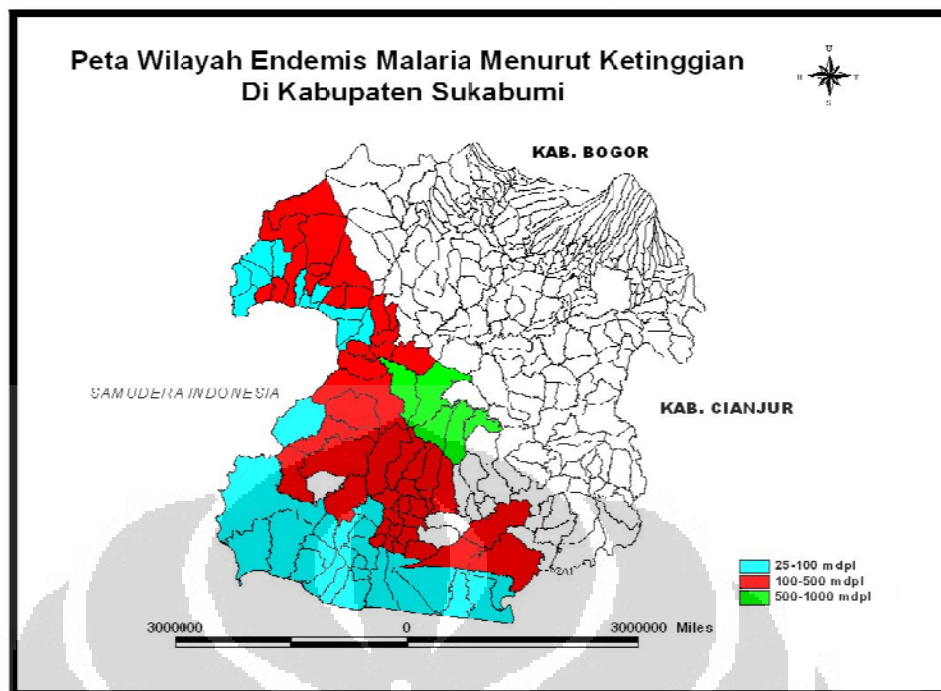 Peta Wilayah Endemis Malaria Menurut Ketinggian
Di Kabupaten Sukabumi
U
B T
S
KAB. BOGOR
SAMUDERA INDONESIA
KAB. CIANJUR
25-100 mdpl
100-500 mdpl
500-1000 mdpl
3000000 0 3000000 Miles